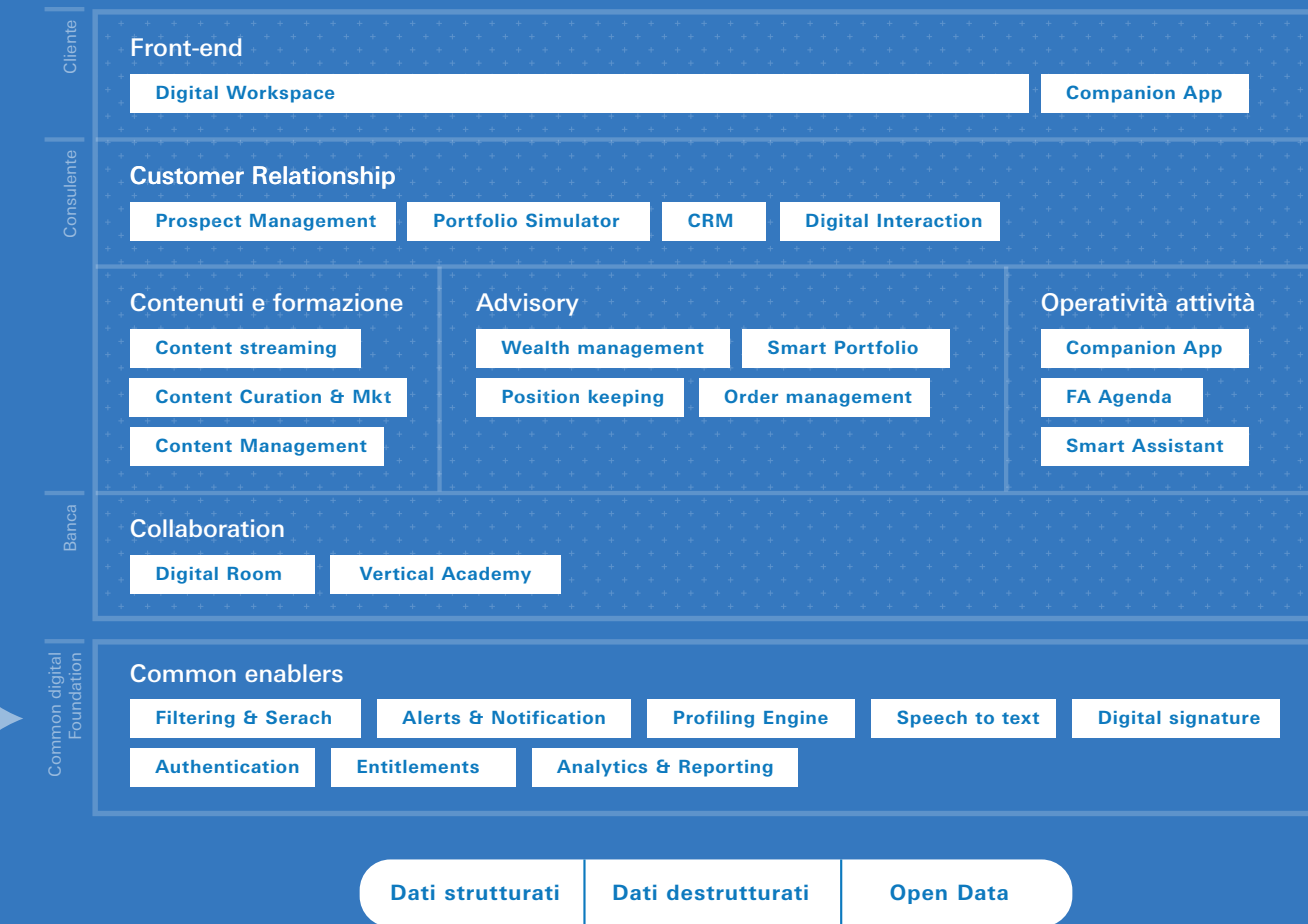 Cliente
Front-end
Digital Workspace
Companion App
Consulente
Customer Relationship
Prospect Management
Portfolio Simulator
CRM
Digital Interaction
Contenuti e formazione
Content streaming
Content Curation & Mkt
Content Management
Advisory
Wealth management
Smart Portfolio
Position keeping
Order management
Operatività attività
Companion App
FA Agenda
Smart Assistant
Banca
Collaboration
Digital Room
Vertical Academy
Common digital
Foundation
Common enablers
Filtering & Serach
Alerts & Notification
Profiling Engine
Speech to text
Digital signature
Authentication
Entitlements
Analytics & Reporting
Dati strutturati
Dati destrutturati
Open Data